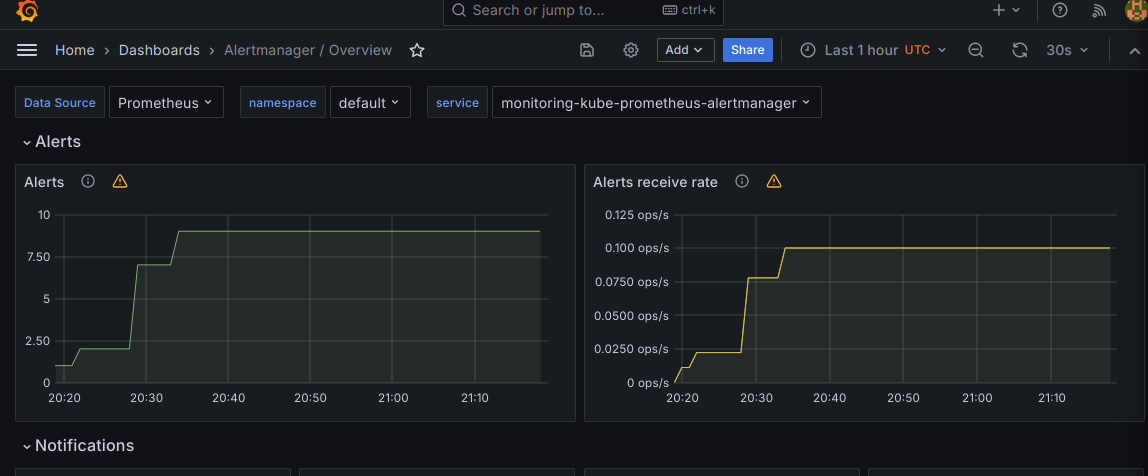 Search or jump to... ctrl+k
Home > Dashboards > Alertmanager / Overview Add Share Last 1 hour UTC 30s
Data Source Prometheus namespace default service monitoring-kube-prometheus-alertmanager
Alerts
Alerts
10
7.50
5
2.50
0
20:20 20:30 20:40 20:50 21:00 21:10
Alerts receive rate
0.125 ops/s
0.100 ops/s
0.0750 ops/s
0.0500 ops/s
0.0250 ops/s
0 ops/s
20:20 20:30 20:40 20:50 21:00 21:10
Notifications